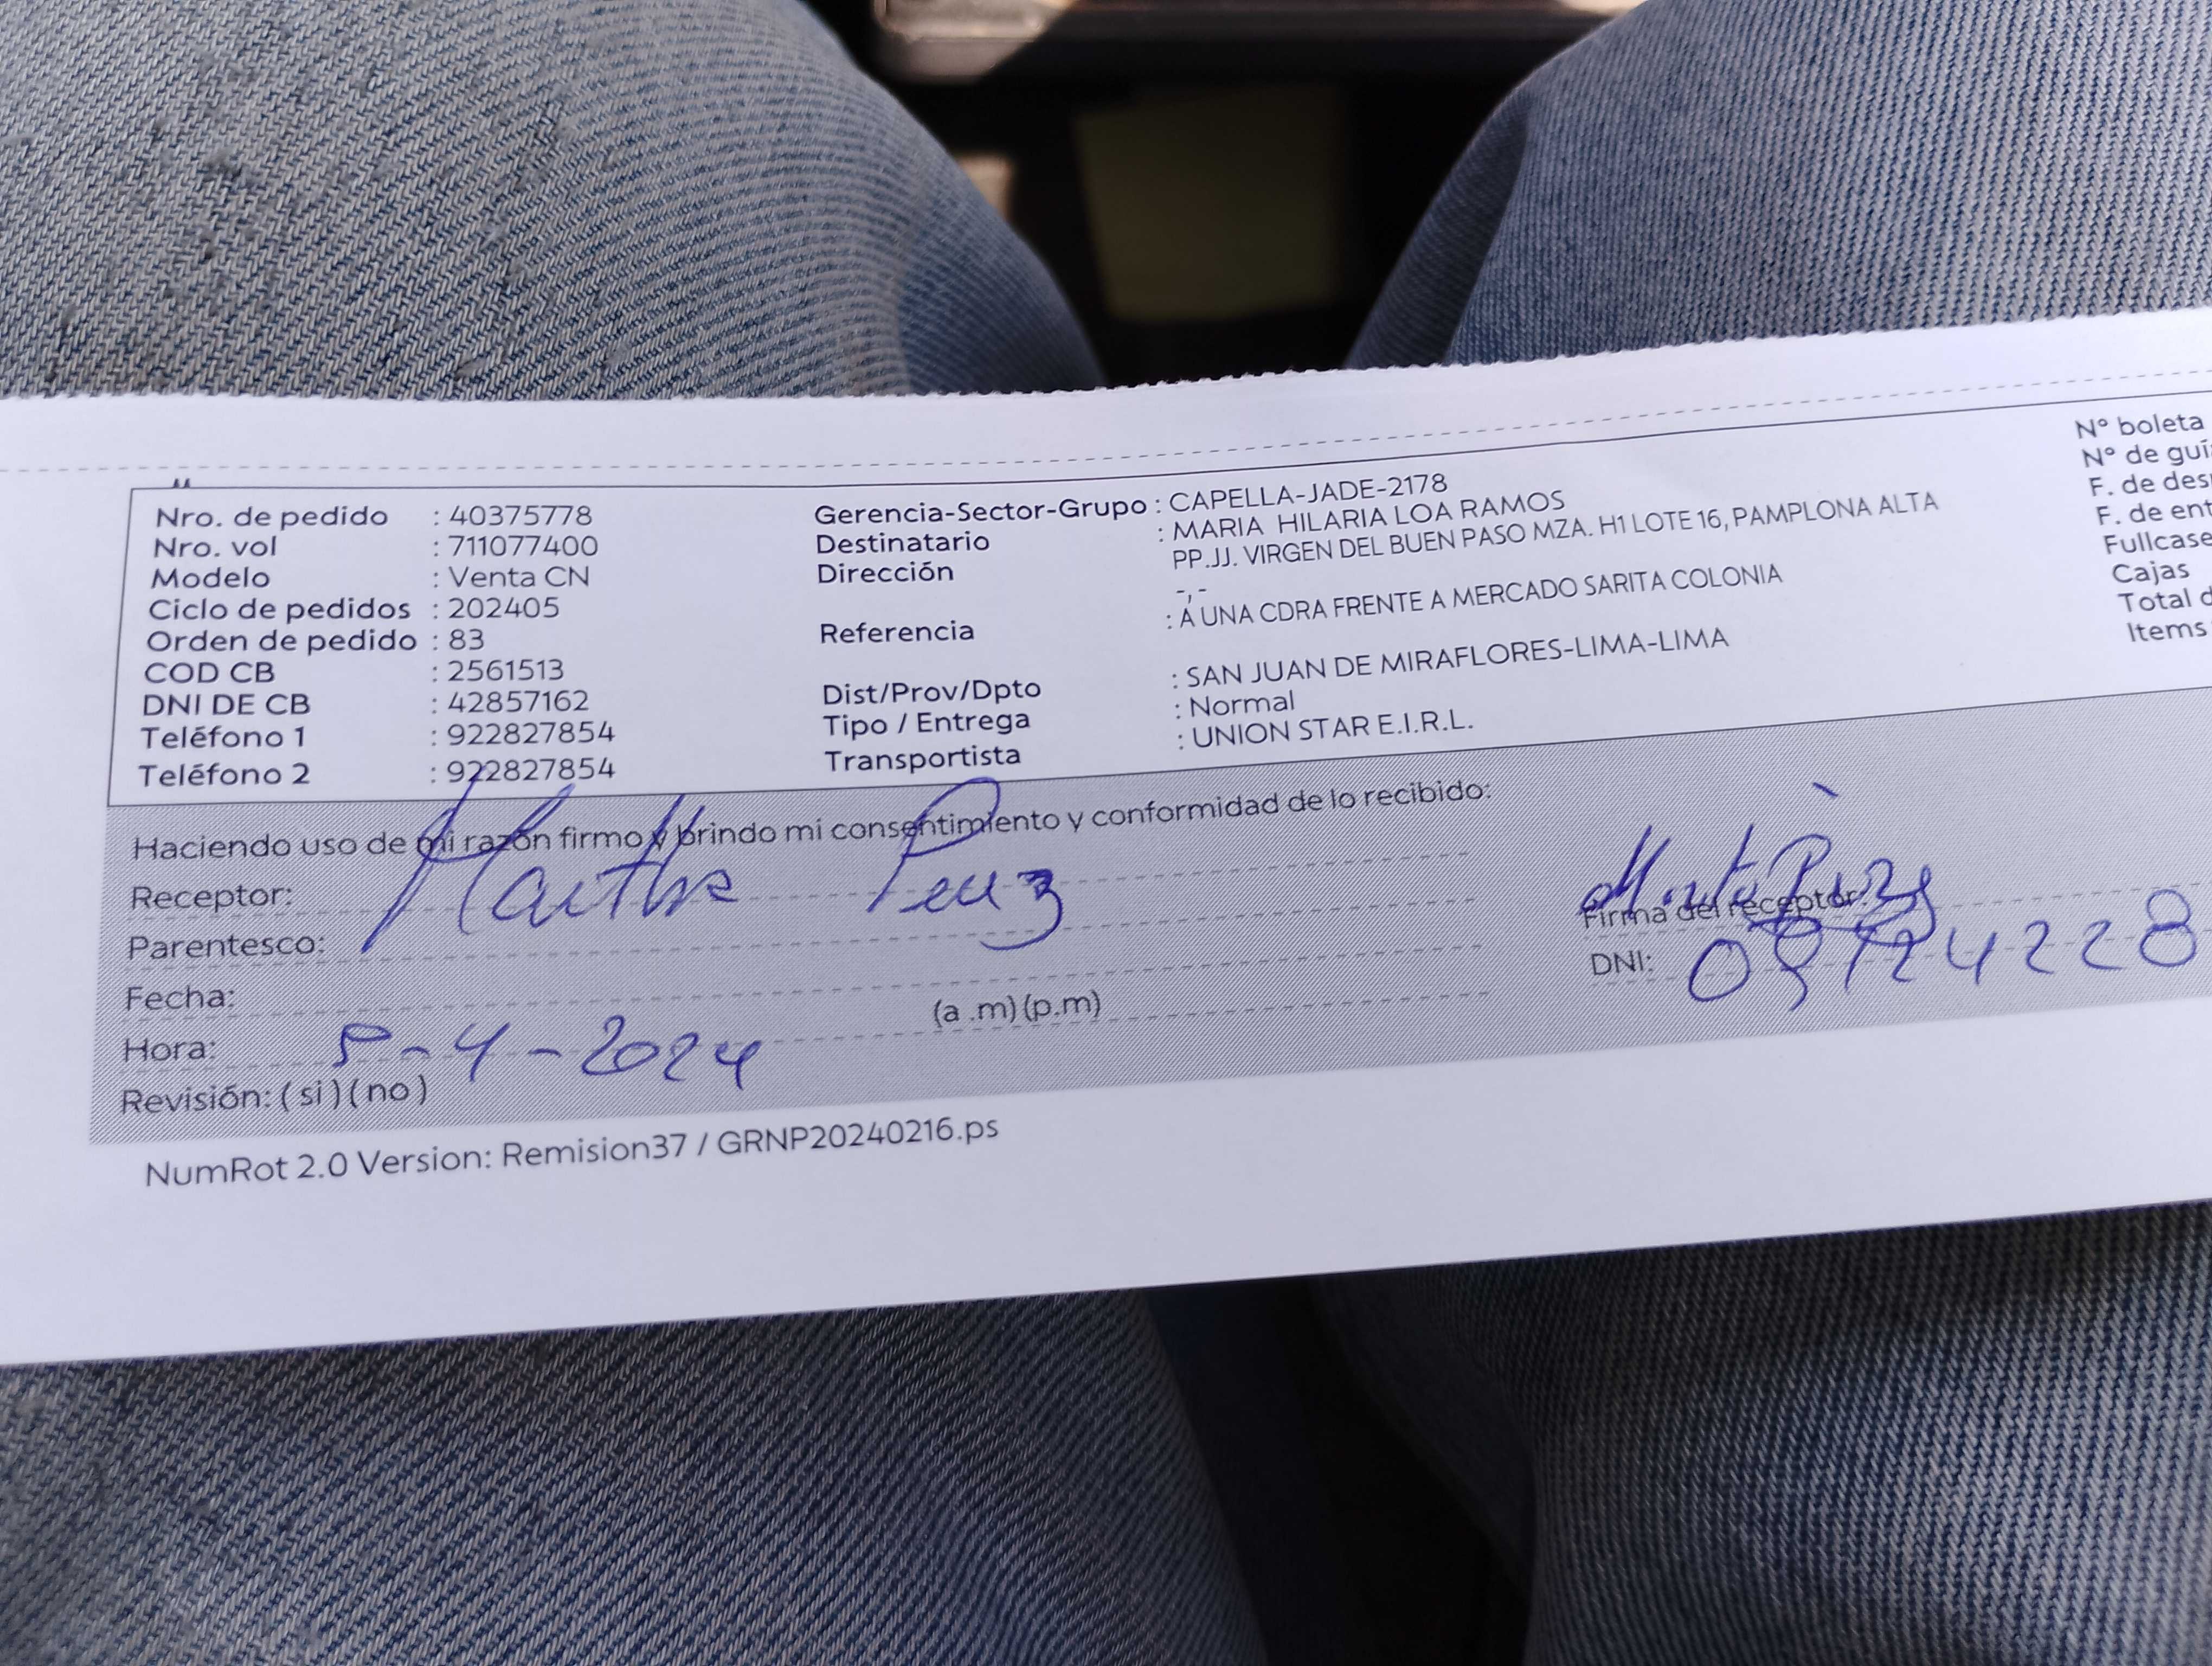 Nro. de pedido : 40375778
Nro. vol : 711077400
Modelo : Venta CN
Ciclo de pedidos : 202405
Orden de pedido : 83
COD CB : 2561513
DNI DE CB : 42857162
Teléfono 1 : 922827854
Teléfono 2 : 922827854
Gerencia-Sector-Grupo : CAPELLA-JADE-2178
Destinatario : MARIA HILARIA LOA RAMOS
Dirección PP.JJ. VIRGEN DEL BUEN PASO MZA. H1 LOTE 16, PAMPLONA ALTA
-,-
Referencia : A UNA CDRA FRENTE A MERCADO SARITA COLONIA
Dist/Prov/Dpto : SAN JUAN DE MIRAFLORES-LIMA-LIMA
Tipo / Entrega : Normal
Transportista : UNION STAR E.I.R.L.
N° boleta
N° de guí
F. de des
F. de ent
Fullcase
Cajas
Total d
Items
Haciendo uso de mi razón firmo y brindo mi consentimiento y conformidad de lo recibido:
Receptor: Martha Perez
Parentesco:
Fecha:
Hora: 5-4-2024 (a .m)(p.m)
Revisión: (si)(no)
Firma del receptor:
DNI: 09124228
NumRot 2.0 Version: Remision37 / GRNP20240216.ps